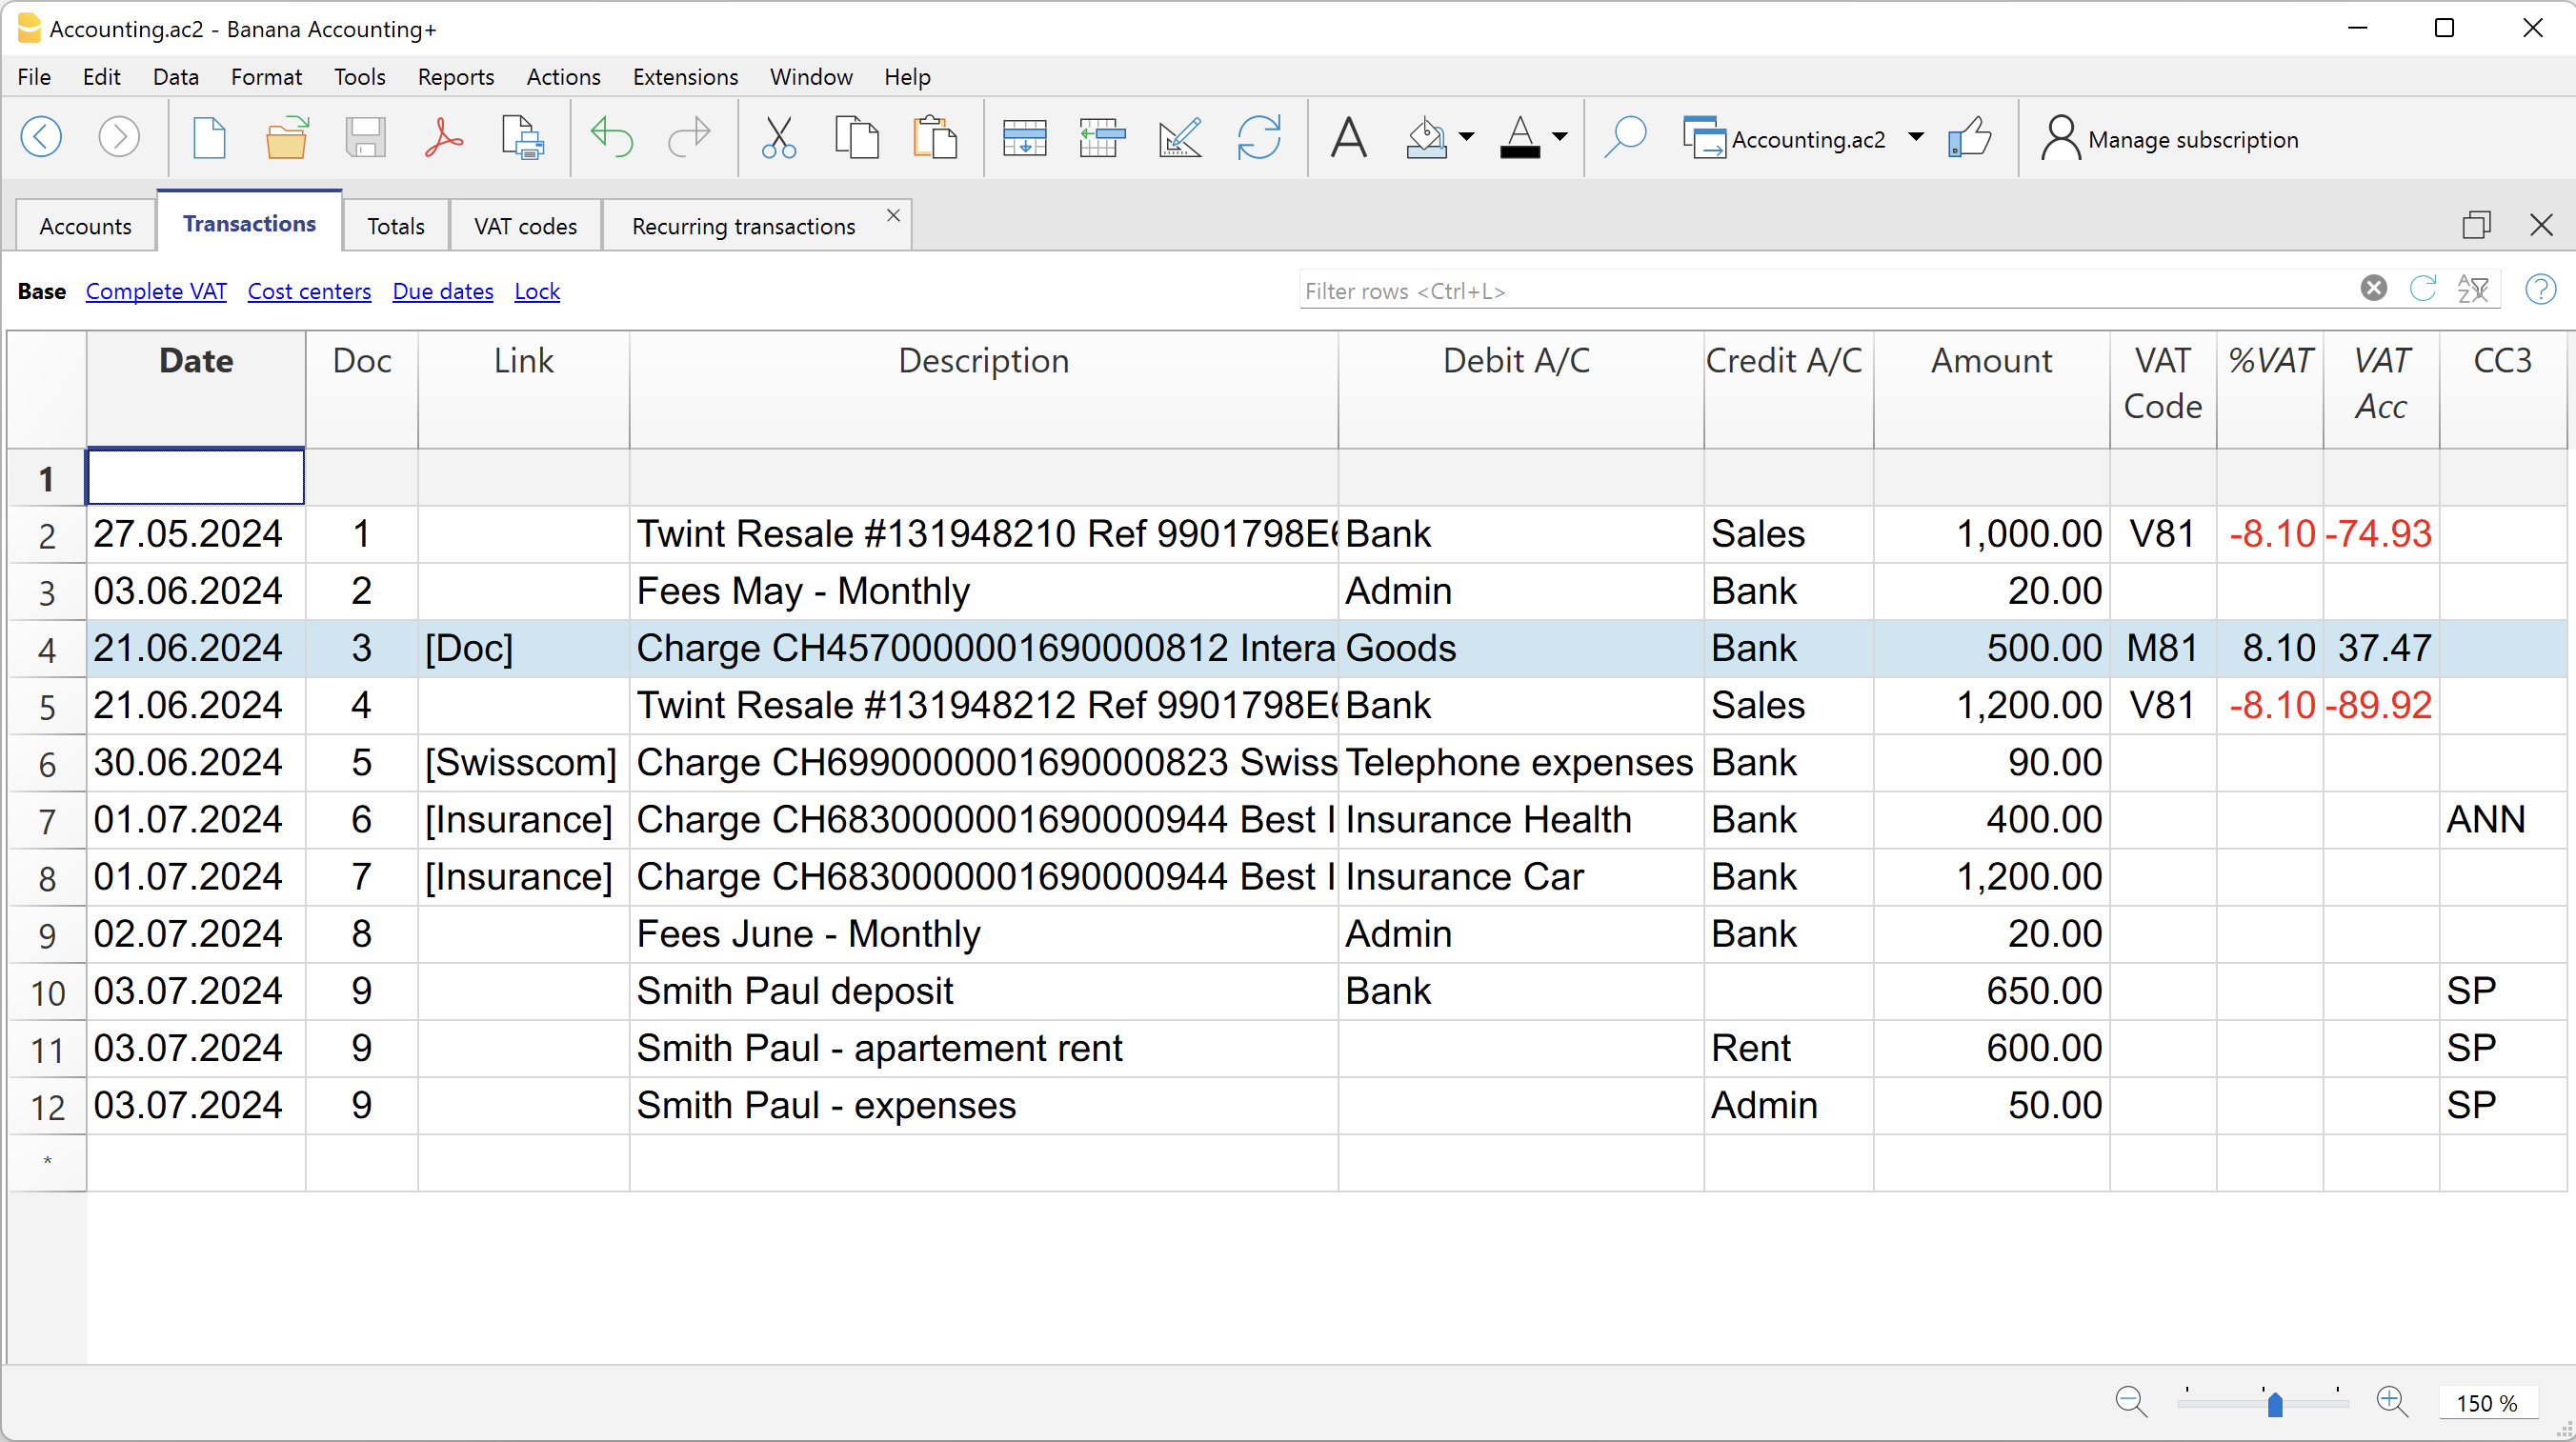 Accounting.ac2 - Banana Accounting+
File Edit Data Format Tools Reports Actions Extensions Window Help
Accounting.ac2 Manage subscription
Accounts Transactions Totals VAT codes Recurring transactions
Base Complete VAT Cost centers Due dates Lock Filter rows <Ctrl+L>
Date Doc Link Description Debit A/C Credit A/C Amount VAT Code %VAT VAT Acc CC3
1
2 27.05.2024 1 Twint Resale #131948210 Ref 9901798E Bank Sales 1,000.00 V81 -8.10 -74.93
3 03.06.2024 2 Fees May - Monthly Admin Bank 20.00
4 21.06.2024 3 [Doc] Charge CH4570000001690000812 Intera Goods Bank 500.00 M81 8.10 37.47
5 21.06.2024 4 Twint Resale #131948212 Ref 9901798E Bank Sales 1,200.00 V81 -8.10 -89.92
6 30.06.2024 5 [Swisscom] Charge CH6990000001690000823 Swiss Telephone expenses Bank 90.00
7 01.07.2024 6 [Insurance] Charge CH6830000001690000944 Best I Insurance Health Bank 400.00 ANN
8 01.07.2024 7 [Insurance] Charge CH6830000001690000944 Best I Insurance Car Bank 1,200.00
9 02.07.2024 8 Fees June - Monthly Admin Bank 20.00
10 03.07.2024 9 Smith Paul deposit Bank 650.00 SP
11 03.07.2024 9 Smith Paul - apartement rent Rent 600.00 SP
12 03.07.2024 9 Smith Paul - expenses Admin 50.00 SP
*
150 %